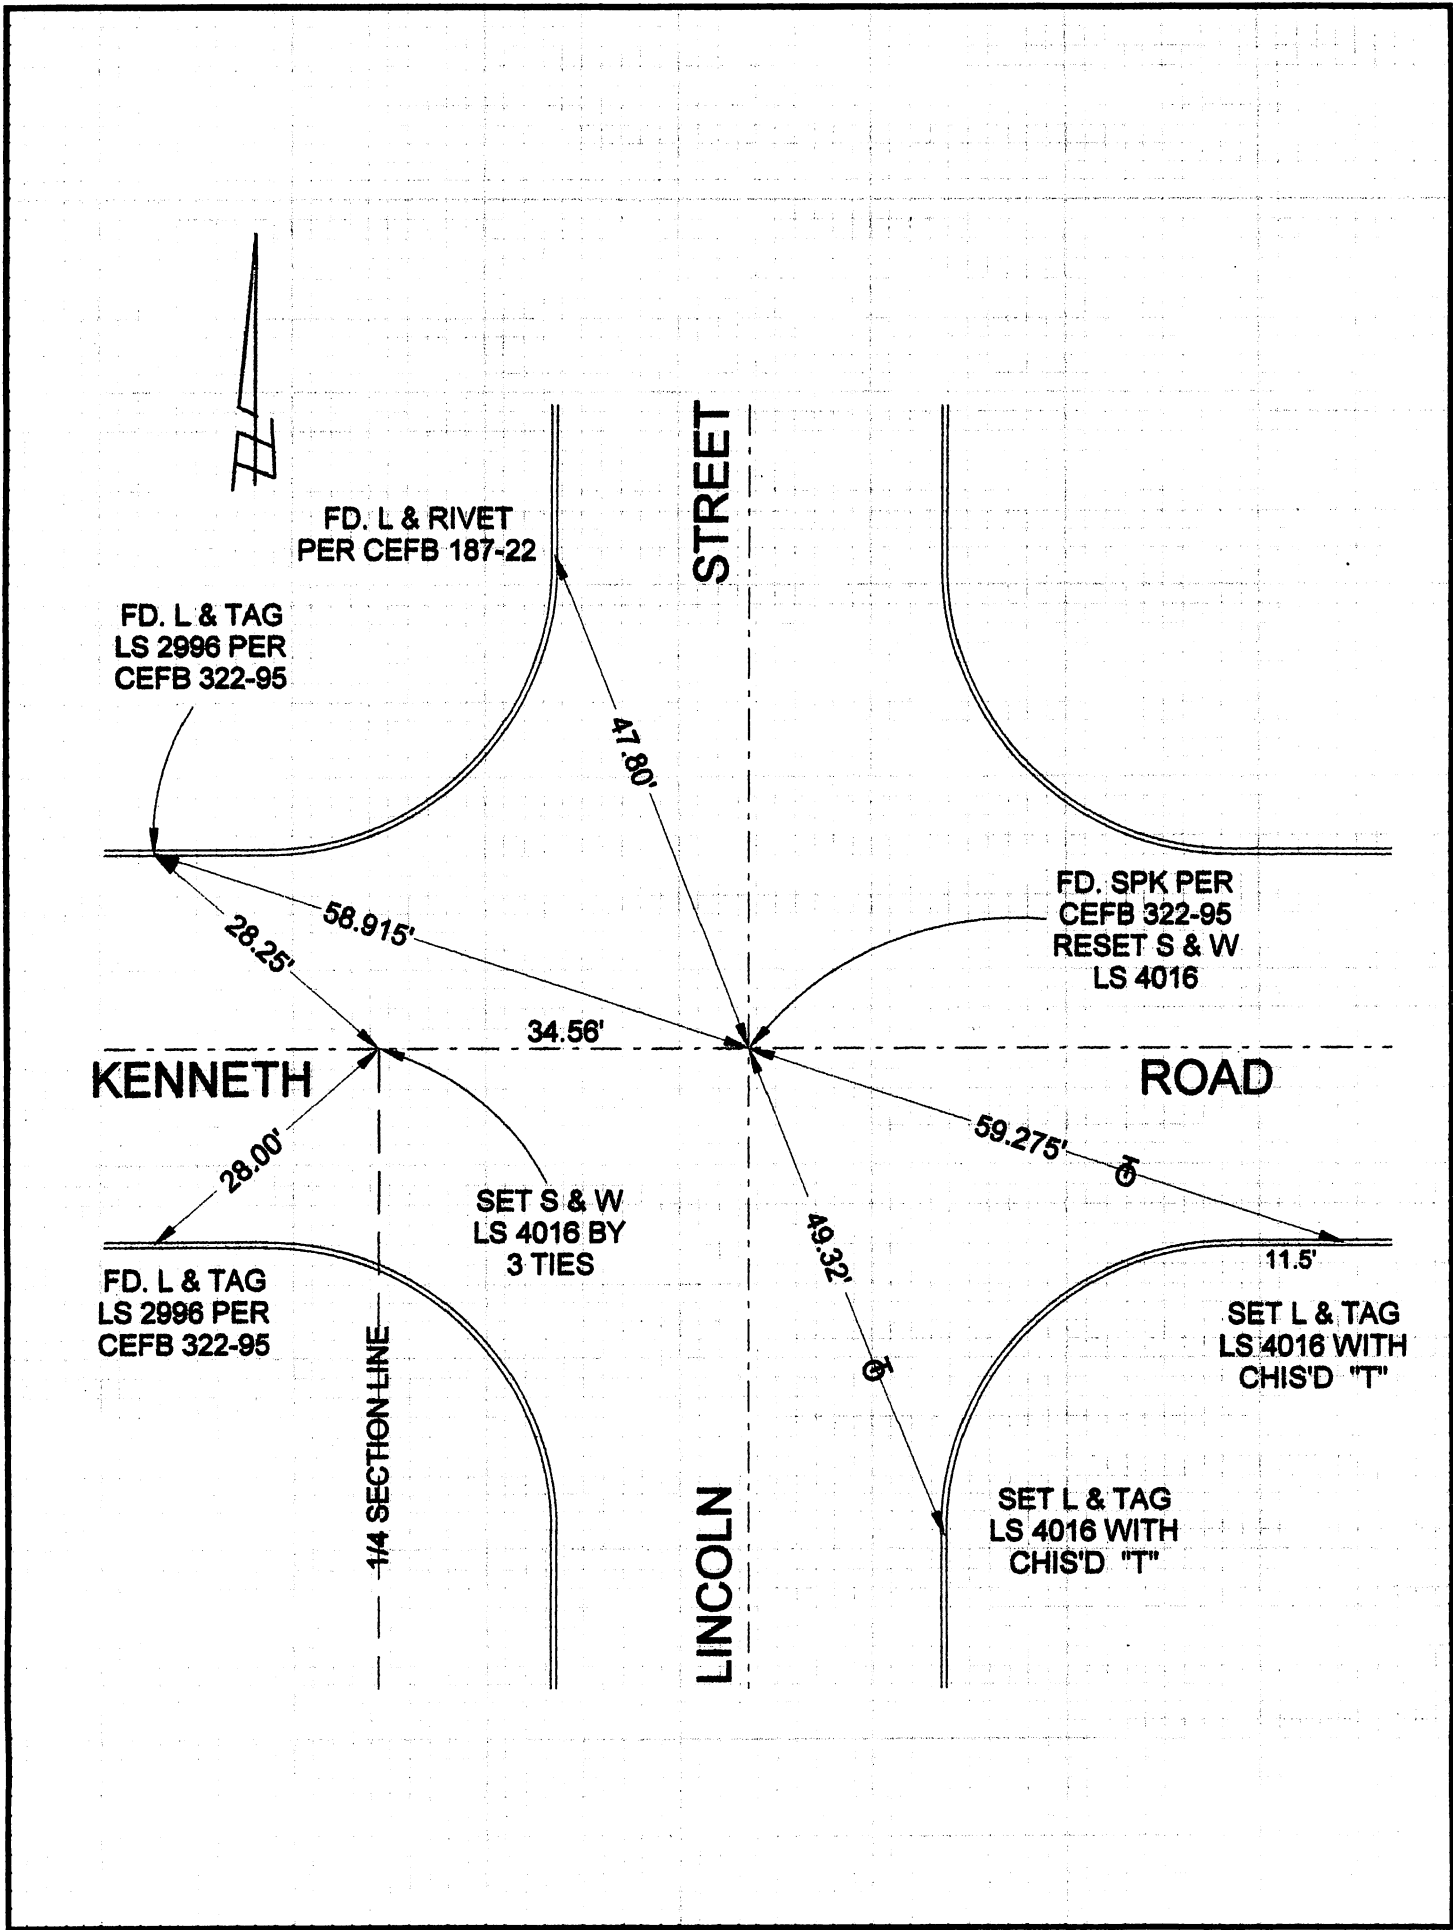 STREET
FD. L & RIVET
PER CEFB 187-22
FD. L & TAG
LS 2996 PER
CEFB 322-95
47.80'
FD. SPK PER
CEFB 322-95
RESET S & W
LS 4016
58.915'
28.25'
34.56'
KENNETH
ROAD
59.275'
28.00'
SET S & W
LS 4016 BY
3 TIES
49.32'
11.5'
FD. L & TAG
LS 2996 PER
CEFB 322-95
SET L & TAG
LS 4016 WITH
CHIS'D "T"
1/4 SECTION LINE
LINCOLN
SET L & TAG
LS 4016 WITH
CHIS'D "T"